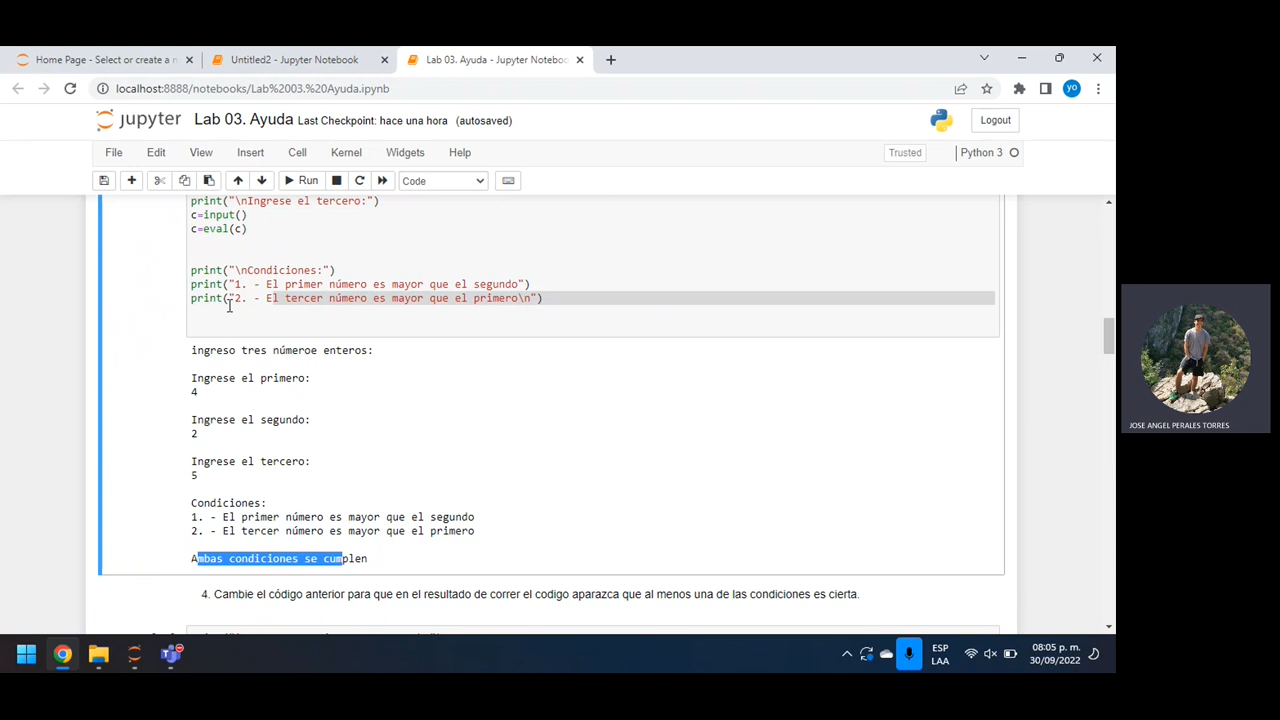 Home Page - Select or create a n
Untitled2 - Jupyter Notebook
Lab 03. Ayuda - Jupyter Noteboo
localhost:8888/notebooks/Lab%2003.%20Ayuda.ipynb
yo
jupyter Lab 03. Ayuda Last Checkpoint: hace una hora (autosaved)
Logout
File Edit View Insert Cell Kernel Widgets Help
Trusted
Python 3
Run
Code
print("\nIngrese el tercero:")
c=input()
c=eval(c)
print("\nCondiciones:")
print("1. - El primer número es mayor que el segundo")
print("2. - El tercer número es mayor que el primero\n")
ingreso tres númeroe enteros:
Ingrese el primero:
4
Ingrese el segundo:
2
Ingrese el tercero:
5
Condiciones:
1. - El primer número es mayor que el segundo
2. - El tercer número es mayor que el primero
Ambas condiciones se cumplen
4. Cambie el código anterior para que en el resultado de correr el codigo aparazca que al menos una de las condiciones es cierta.
JOSE ANGEL PERALES TORRES
ESP
LAA
08:05 p. m.
30/09/2022